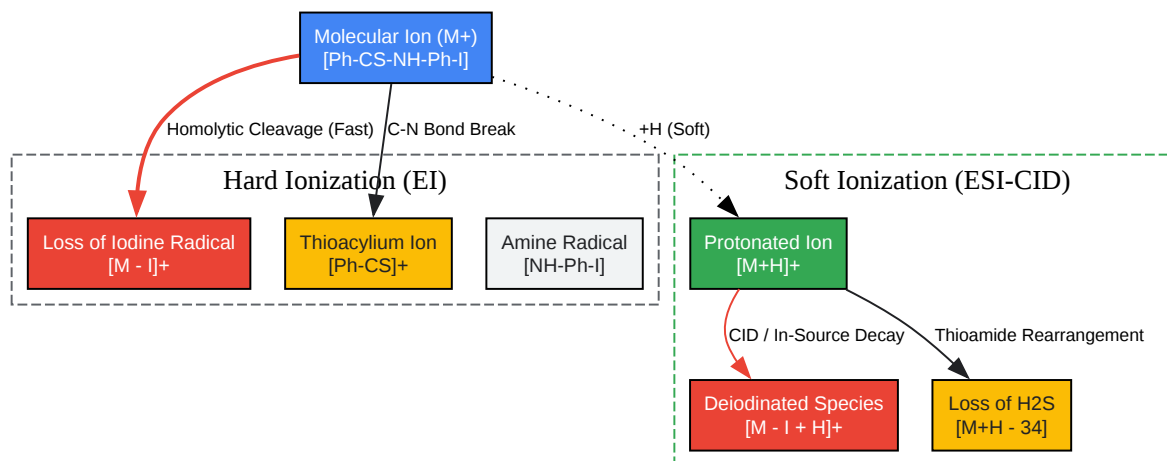 Molecular Ion (M+)
[Ph-CS-NH-Ph-I]
Homolytic Cleavage (Fast)
C-N Bond Break
+H (Soft)
Hard Ionization (EI)
Soft Ionization (ESI-CID)
Loss of Iodine Radical
[M - I]+
Thioacylium Ion
[Ph-CS]+
Amine Radical
[NH-Ph-I]
Protonated Ion
[M+H]+
CID / In-Source Decay
Thioamide Rearrangement
Deiodinated Species
[M - I + H]+
Loss of H2S
[M+H - 34]